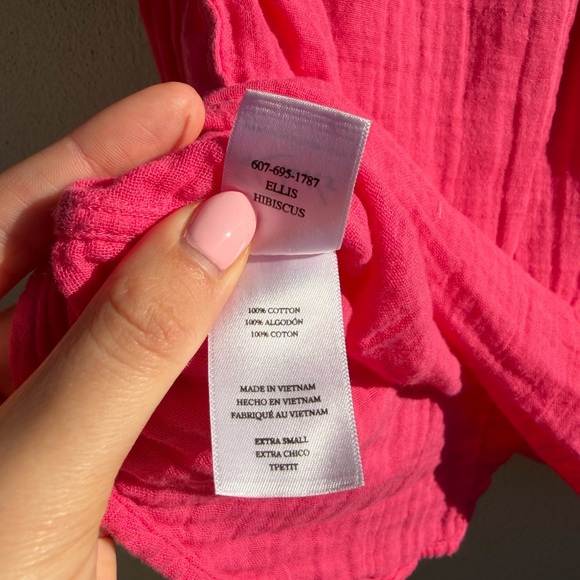 607-695-1787
ELLIS
HIBISCUS
100% COTTON
100% ALGODÓN
100% COTON
MADE IN VIETNAM
HECHO EN VIETNAM
FABRIQUÉ AU VIETNAM
EXTRA SMALL
EXTRA CHICO
TPETIT